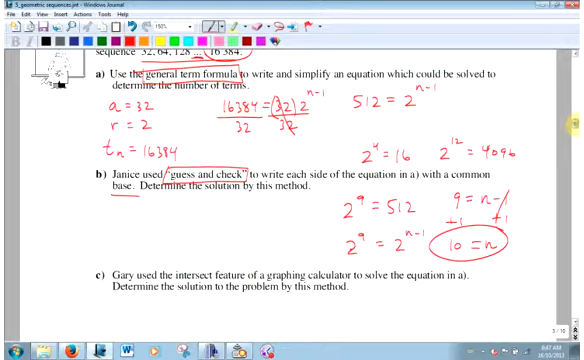 5_geometric sequences.jnt - Windows Journal
File Edit View Insert Actions Tools Help
150%
B
sequence 32, 64, 128 ... 16 384.
a) Use the general term formula to write and simplify an equation which could be solved to
determine the number of terms.
a = 32
r = 2
tn = 16384
16384 = (32) 2^(n-1)
32 32
512 = 2^(n-1)
2^4 = 16 2^12 = 4096
b) Janice used "guess and check" to write each side of the equation in a) with a common
base. Determine the solution by this method.
2^9 = 512 9 = n - 1
+1 +1
2^9 = 2^(n-1) 10 = n
c) Gary used the intersect feature of a graphing calculator to solve the equation in a).
Determine the solution to the problem by this method.
3 / 10
8:47 AM
16/10/2013